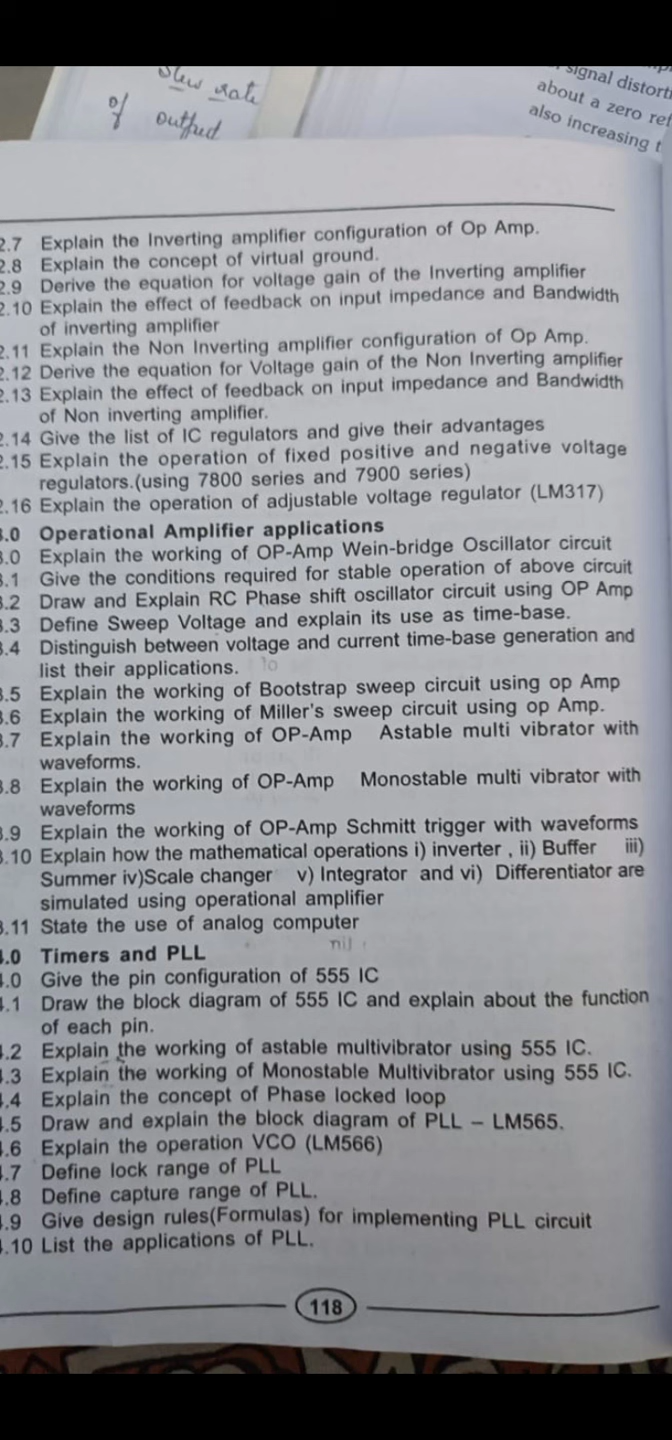 slew rate
of output
signal distorti
about a zero ref
also increasing t
2.7 Explain the Inverting amplifier configuration of Op Amp.
2.8 Explain the concept of virtual ground.
2.9 Derive the equation for voltage gain of the Inverting amplifier
2.10 Explain the effect of feedback on input impedance and Bandwidth
of inverting amplifier
2.11 Explain the Non Inverting amplifier configuration of Op Amp.
2.12 Derive the equation for Voltage gain of the Non Inverting amplifier
2.13 Explain the effect of feedback on input impedance and Bandwidth
of Non inverting amplifier.
2.14 Give the list of IC regulators and give their advantages
2.15 Explain the operation of fixed positive and negative voltage
regulators.(using 7800 series and 7900 series)
2.16 Explain the operation of adjustable voltage regulator (LM317)
3.0 Operational Amplifier applications
3.0 Explain the working of OP-Amp Wein-bridge Oscillator circuit
3.1 Give the conditions required for stable operation of above circuit
3.2 Draw and Explain RC Phase shift oscillator circuit using OP Amp
3.3 Define Sweep Voltage and explain its use as time-base.
3.4 Distinguish between voltage and current time-base generation and
list their applications.
3.5 Explain the working of Bootstrap sweep circuit using op Amp
3.6 Explain the working of Miller's sweep circuit using op Amp.
3.7 Explain the working of OP-Amp Astable multi vibrator with
waveforms.
3.8 Explain the working of OP-Amp Monostable multi vibrator with
waveforms
3.9 Explain the working of OP-Amp Schmitt trigger with waveforms
3.10 Explain how the mathematical operations i) inverter , ii) Buffer iii)
Summer iv)Scale changer v) Integrator and vi) Differentiator are
simulated using operational amplifier
3.11 State the use of analog computer
4.0 Timers and PLL
4.0 Give the pin configuration of 555 IC
4.1 Draw the block diagram of 555 IC and explain about the function
of each pin.
4.2 Explain the working of astable multivibrator using 555 IC.
4.3 Explain the working of Monostable Multivibrator using 555 IC.
4.4 Explain the concept of Phase locked loop
4.5 Draw and explain the block diagram of PLL – LM565.
4.6 Explain the operation VCO (LM566)
4.7 Define lock range of PLL
4.8 Define capture range of PLL.
4.9 Give design rules(Formulas) for implementing PLL circuit
4.10 List the applications of PLL.
118